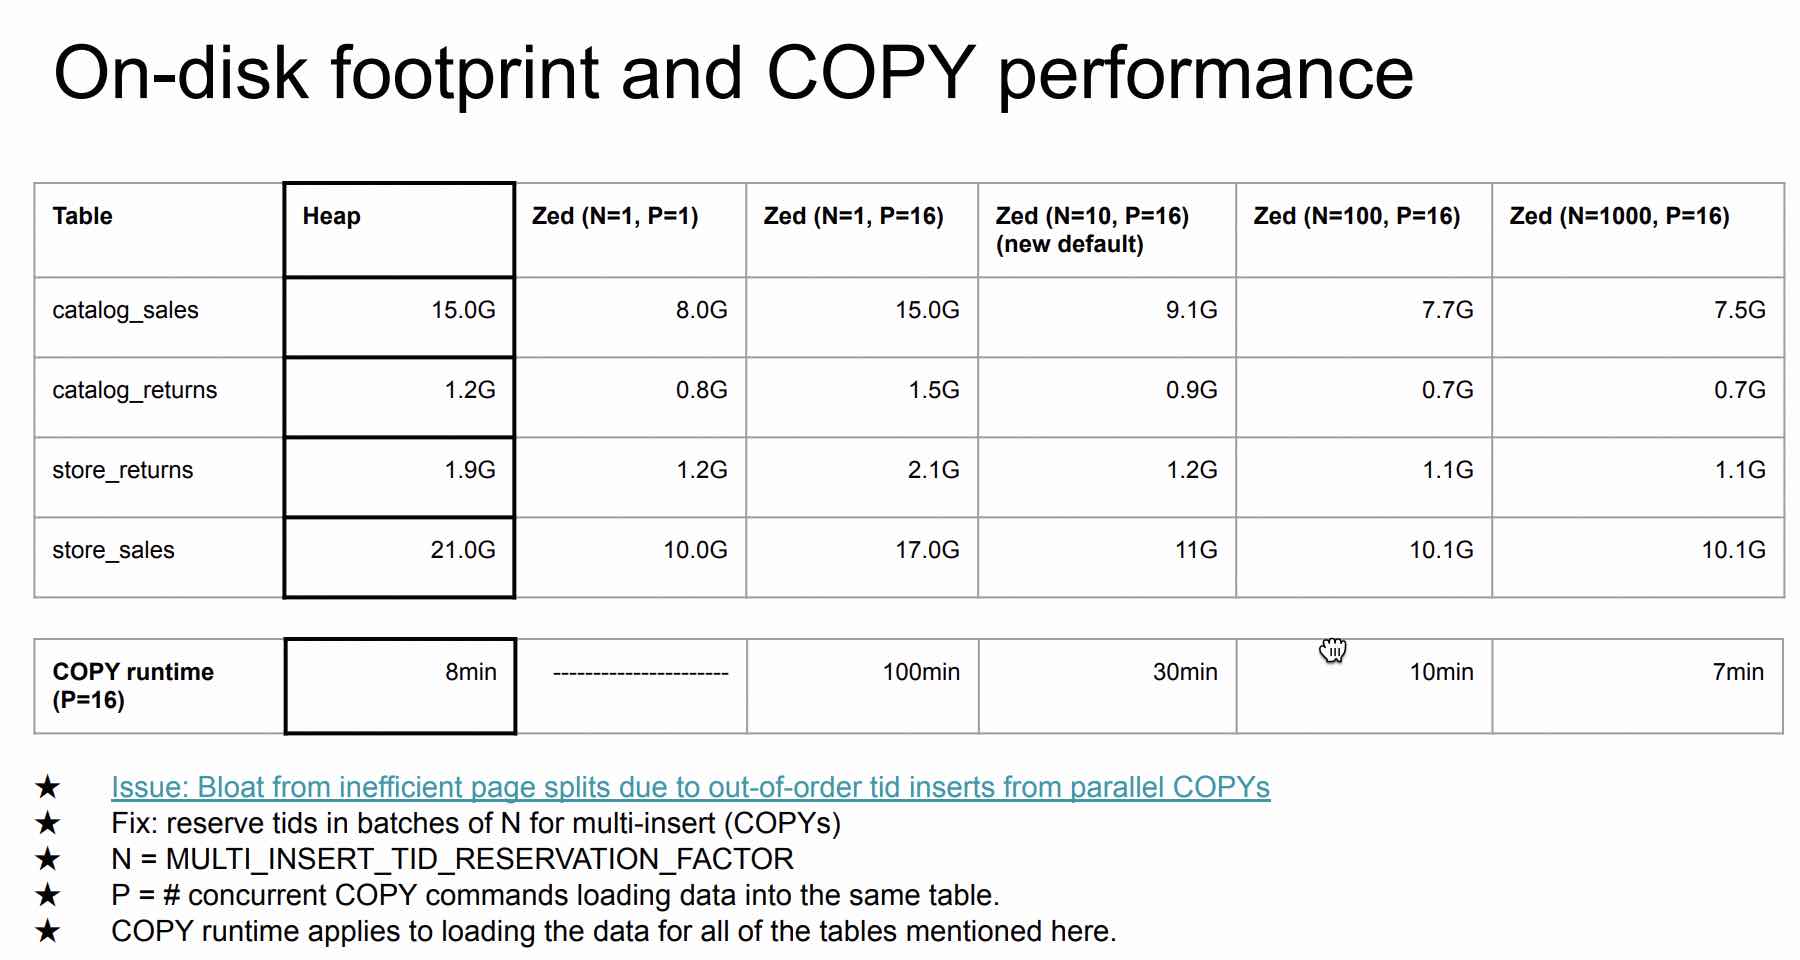 On-disk footprint and COPY performance
Table Heap Zed (N=1, P=1) Zed (N=1, P=16) Zed (N=10, P=16) Zed (N=100, P=16) Zed (N=1000, P=16)
(new default)
catalog_sales 15.0G 8.0G 15.0G 9.1G 7.7G 7.5G
catalog_returns 1.2G 0.8G 1.5G 0.9G 0.7G 0.7G
store_returns 1.9G 1.2G 2.1G 1.2G 1.1G 1.1G
store_sales 21.0G 10.0G 17.0G 11G 10.1G 10.1G
COPY runtime 8min ---------------------- 100min 30min 10min 7min
(P=16)
★ Issue: Bloat from inefficient page splits due to out-of-order tid inserts from parallel COPYs
★ Fix: reserve tids in batches of N for multi-insert (COPYs)
★ N = MULTI_INSERT_TID_RESERVATION_FACTOR
★ P = # concurrent COPY commands loading data into the same table.
★ COPY runtime applies to loading the data for all of the tables mentioned here.